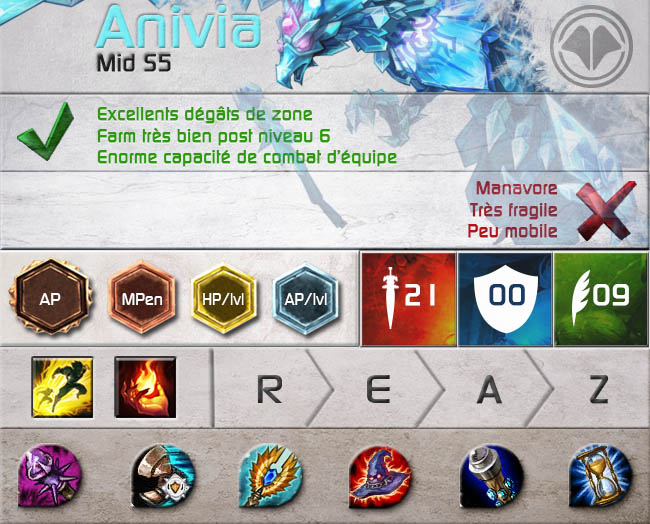 Anivia
Mid S5
Excellents dégâts de zone
Farm très bien post niveau 6
Enorme capacité de combat d'équipe
Manavore
Très fragile
Peu mobile
AP
MPen
HP/lvl
AP/lvl
21
00
09
R
E
A
Z